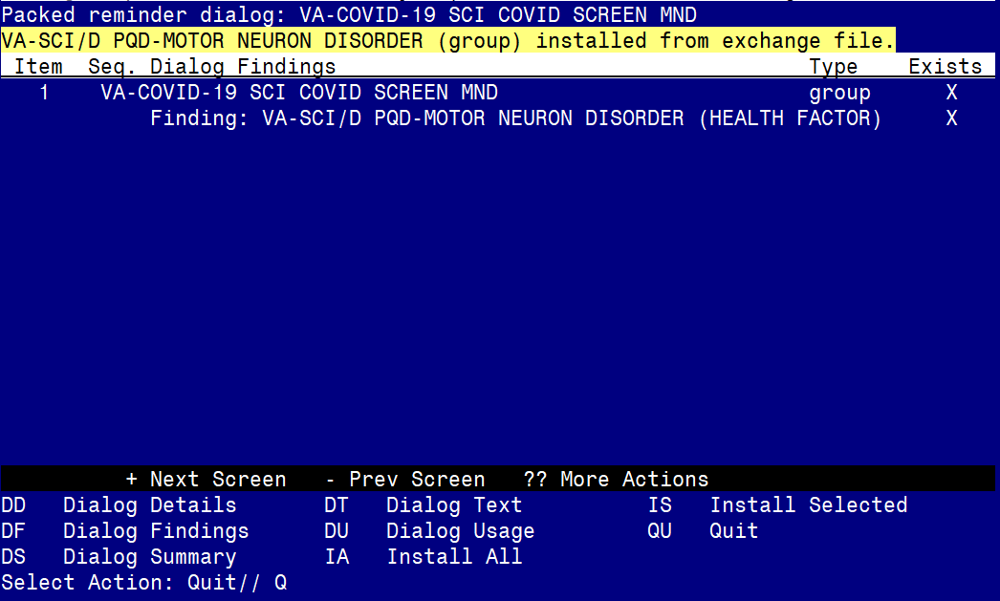 Packed reminder dialog: VA-COVID-19 SCI COVID SCREEN MND
VA-SCI/D PQD-MOTOR NEURON DISORDER (group) installed from exchange file.
Item Seq. Dialog Findings Type Exists
1 VA-COVID-19 SCI COVID SCREEN MND group X
Finding: VA-SCI/D PQD-MOTOR NEURON DISORDER (HEALTH FACTOR) X
+ Next Screen - Prev Screen ?? More Actions
DD Dialog Details DT Dialog Text IS Install Selected
DF Dialog Findings DU Dialog Usage QU Quit
DS Dialog Summary IA Install All
Select Action: Quit// Q